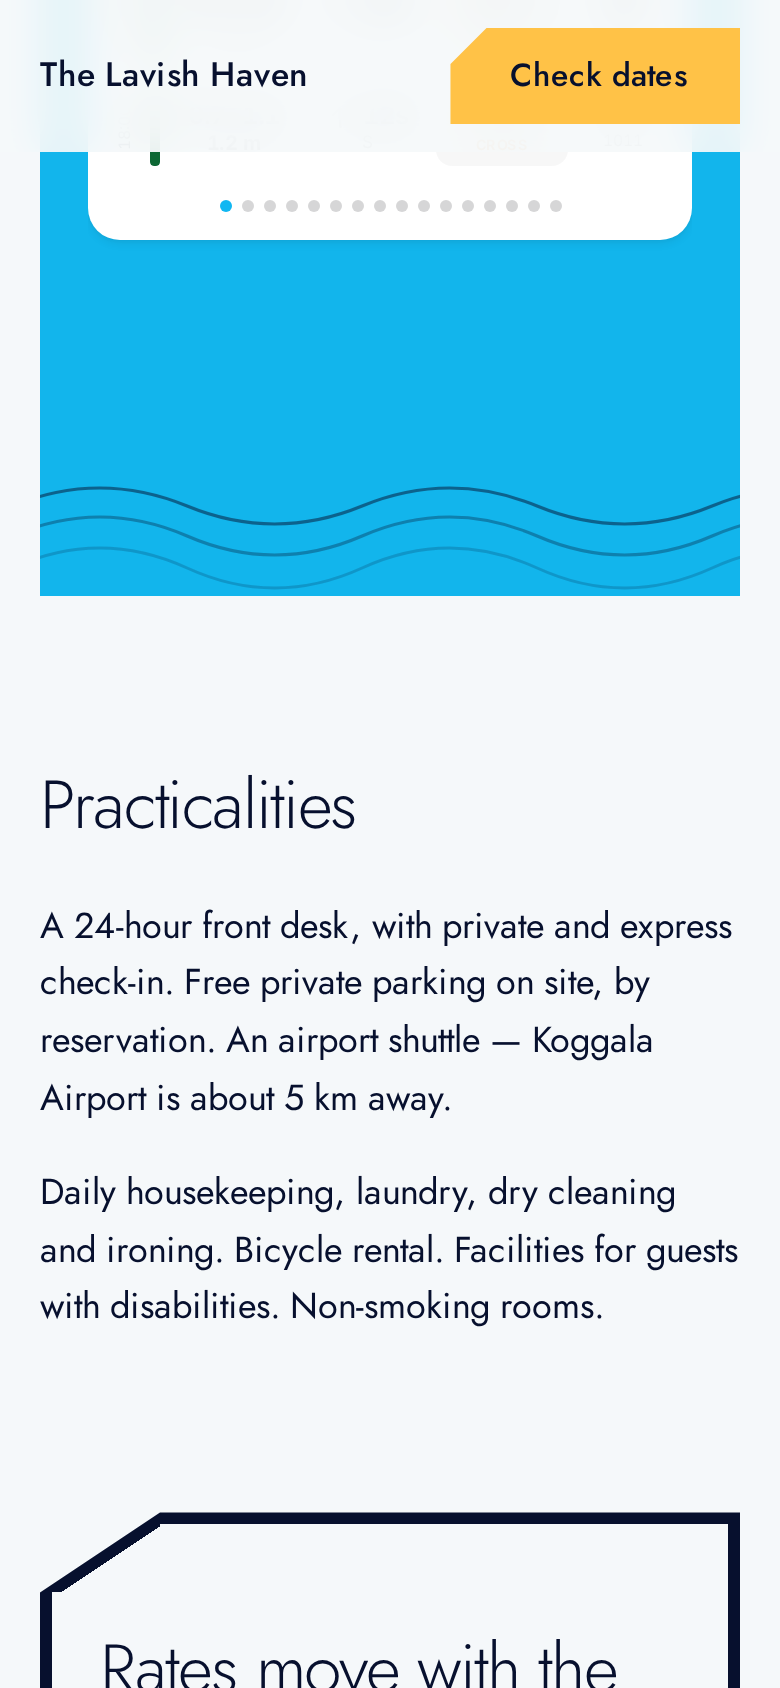 The Lavish Haven
Check dates
Practicalities
A 24-hour front desk, with private and express
check-in. Free private parking on site, by
reservation. An airport shuttle — Koggala
Airport is about 5 km away.
Daily housekeeping, laundry, dry cleaning
and ironing. Bicycle rental. Facilities for guests
with disabilities. Non-smoking rooms.
Rates move with the